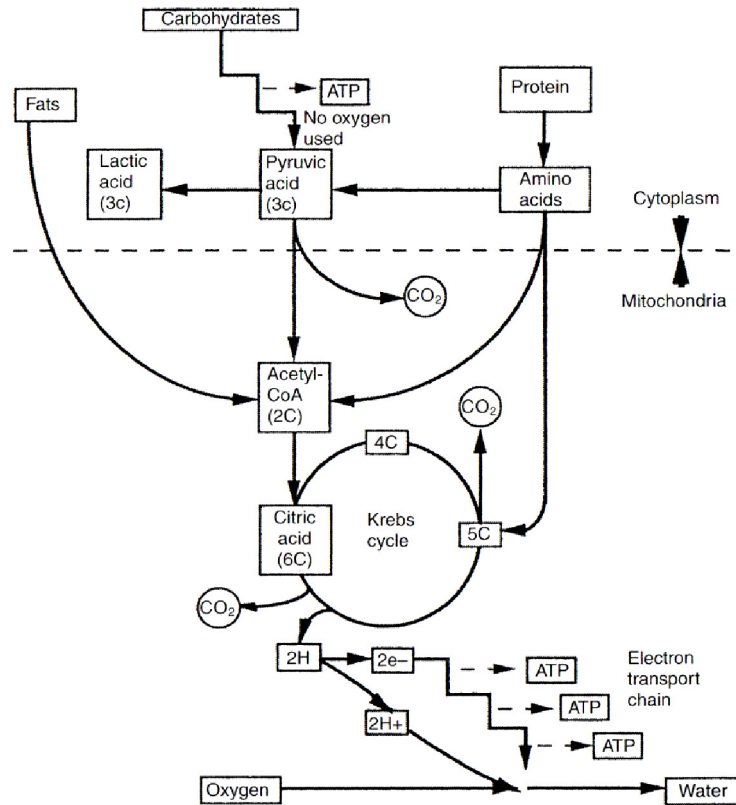 Carbohydrates
ATP
Fats
Protein
No oxygen
used
Lactic
acid
(3c)
Pyruvic
acid
(3c)
Amino
acids
Cytoplasm
Mitochondria
CO₂
Acetyl-
CoA
(2C)
CO₂
4C
Citric
acid
(6C)
Krebs
cycle
5C
CO₂
2H
2e–
ATP
Electron
transport
chain
2H+
ATP
ATP
Oxygen
Water